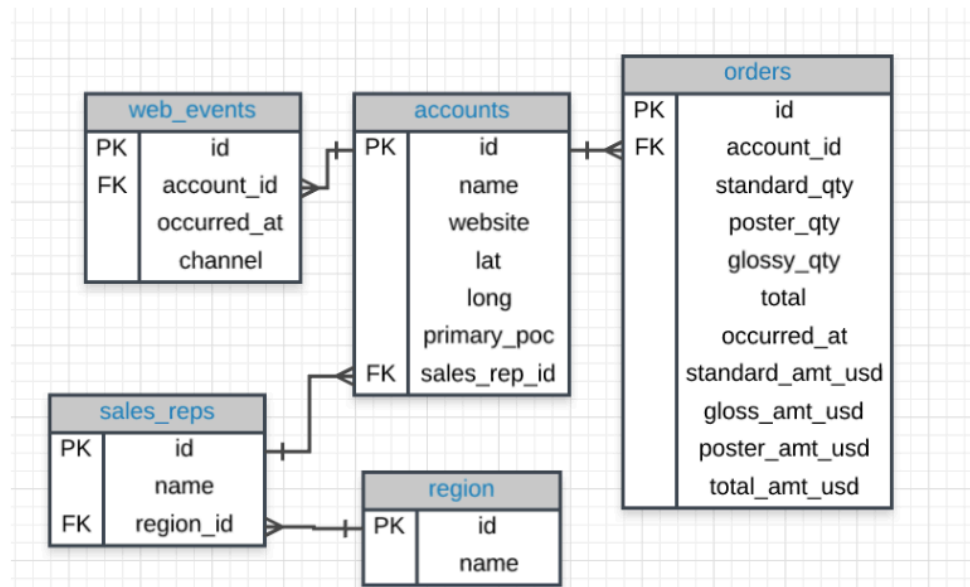 web_events
PK id
FK account_id
occurred_at
channel
accounts
PK id
name
website
lat
long
primary_poc
FK sales_rep_id
orders
PK id
FK account_id
standard_qty
poster_qty
glossy_qty
total
occurred_at
standard_amt_usd
gloss_amt_usd
poster_amt_usd
total_amt_usd
sales_reps
PK id
name
FK region_id
region
PK id
name